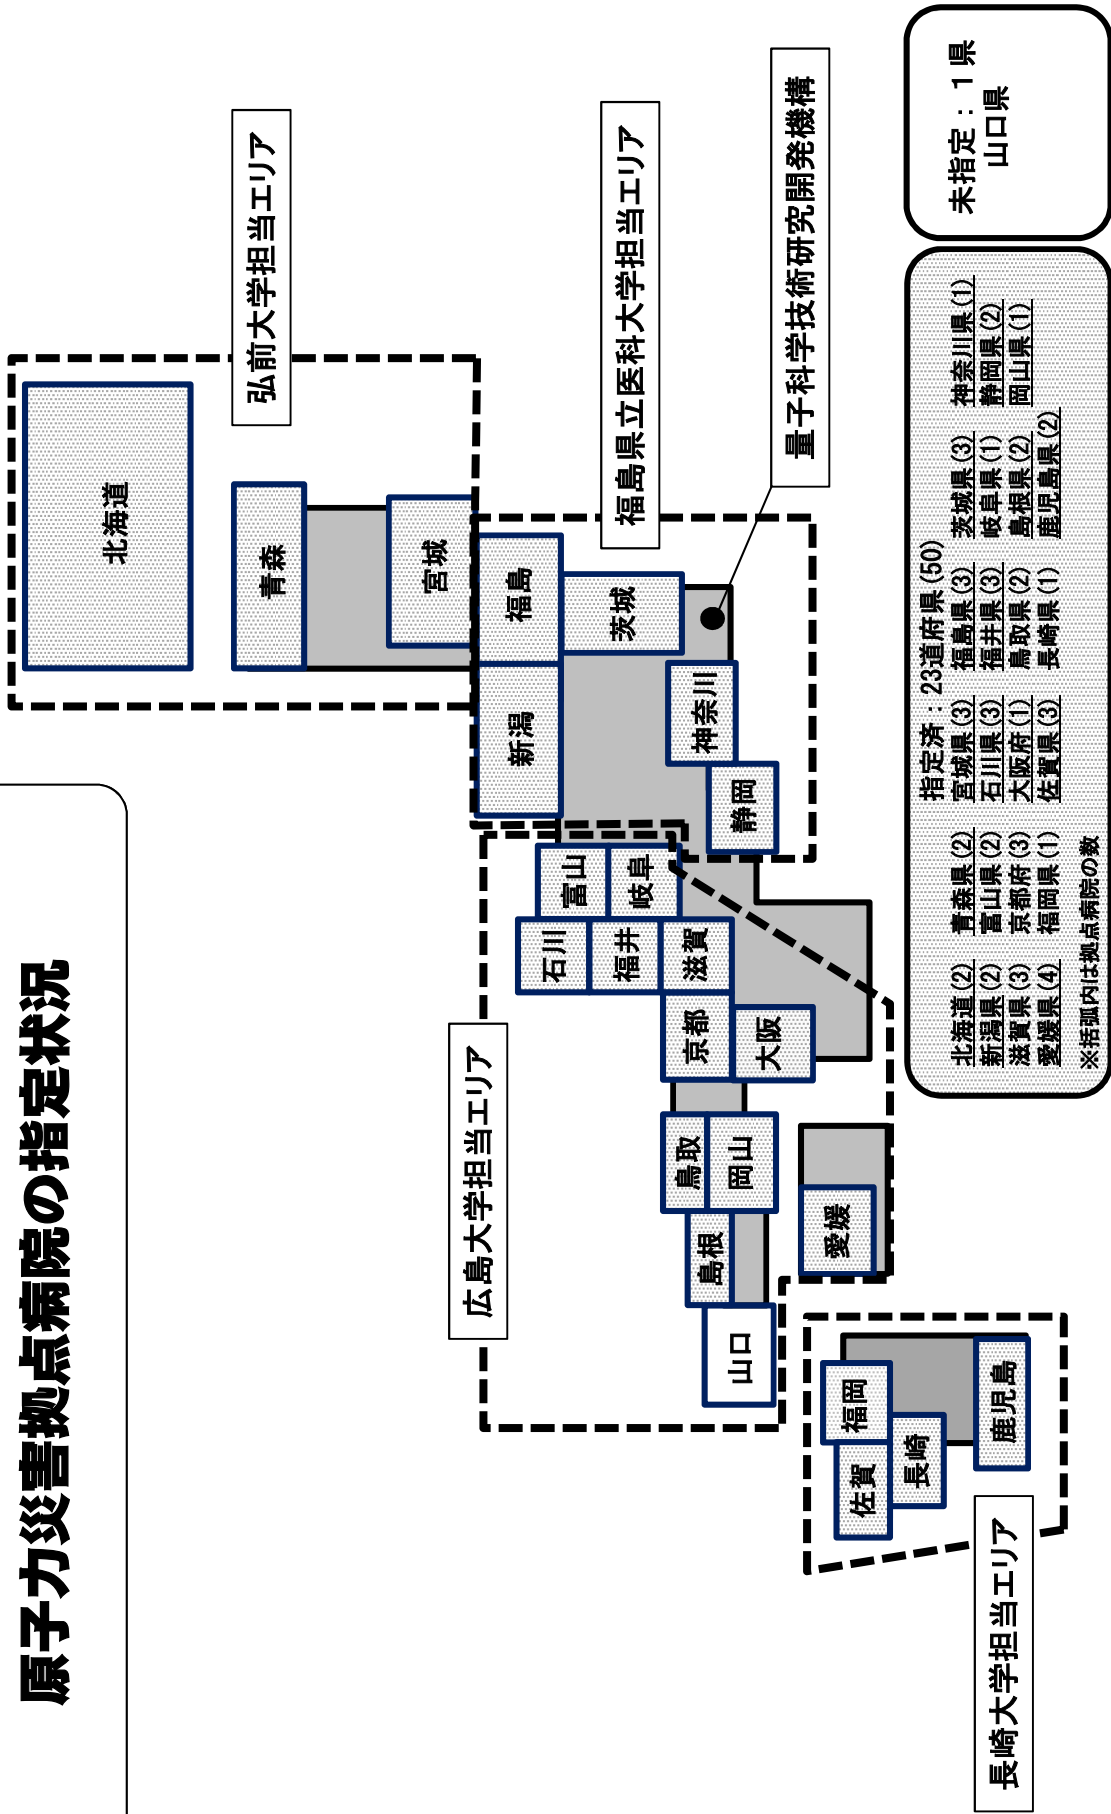 原子力災害拠点病院の指定状況
弘前大学担当エリア
福島県立医科大学担当エリア
量子科学技術研究開発機構
広島大学担当エリア
長崎大学担当エリア
北海道
青森
宮城
福島
新潟
茨城
神奈川
静岡
富山
岐阜
石川
福井
滋賀
京都
大阪
鳥取
岡山
島根
山口
愛媛
福岡
佐賀
長崎
鹿児島
指定済：23道府県(50)
北海道(2) 青森県(2) 宮城県(3) 福島県(3) 茨城県(3) 神奈川県(1)
新潟県(2) 富山県(2) 石川県(3) 福井県(3) 岐阜県(1) 静岡県(2)
滋賀県(3) 京都府(3) 大阪府(1) 鳥取県(2) 島根県(2) 岡山県(1)
愛媛県(4) 福岡県(1) 佐賀県(3) 長崎県(1) 鹿児島県(2)
※括弧内は拠点病院の数
未指定：１県
山口県